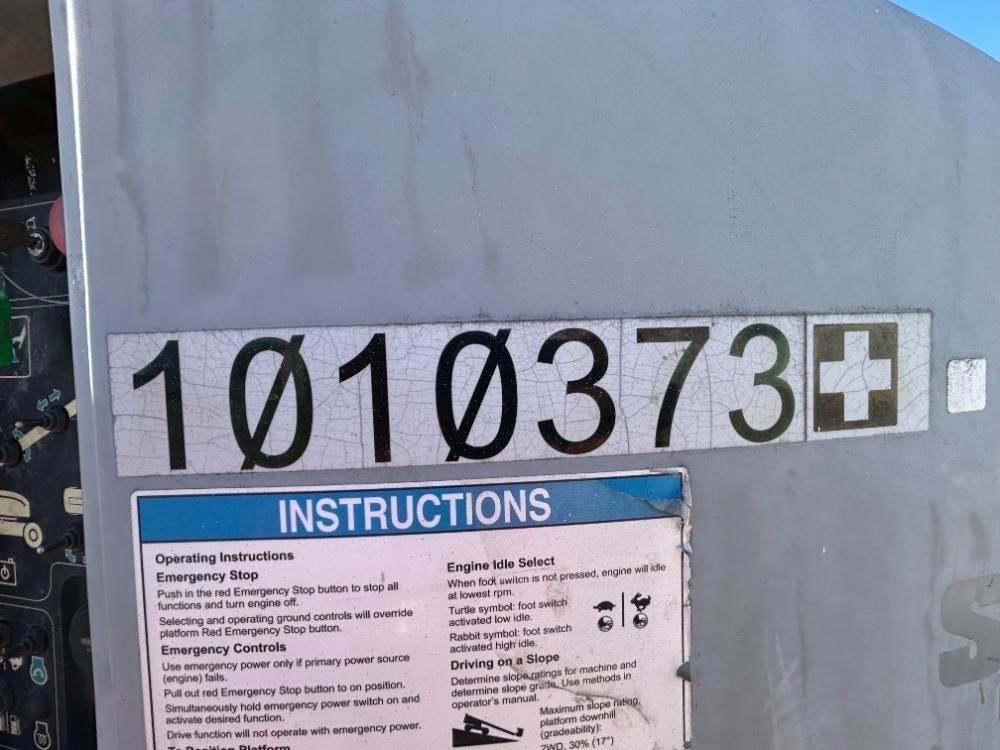 1Ø1Ø373
INSTRUCTIONS
Operating Instructions
Emergency Stop
Push in the red Emergency Stop button to stop all
functions and turn engine off.
Selecting and operating ground controls will override
platform Red Emergency Stop button.
Emergency Controls
Use emergency power only if primary power source
(engine) fails.
Pull out red Emergency Stop button to on position.
Simultaneously hold emergency power switch on and
activate desired function.
Drive function will not operate with emergency power.
To Position Platform
Engine Idle Select
When foot switch is not pressed, engine will idle
at lowest rpm.
Turtle symbol: foot switch
activated low idle.
Rabbit symbol: foot switch
activated high idle.
Driving on a Slope
Determine slope ratings for machine and
determine slope grade. Use methods in
operator's manual.
Maximum slope rating,
platform downhill
(gradeability):
2WD, 30% (17°)
S